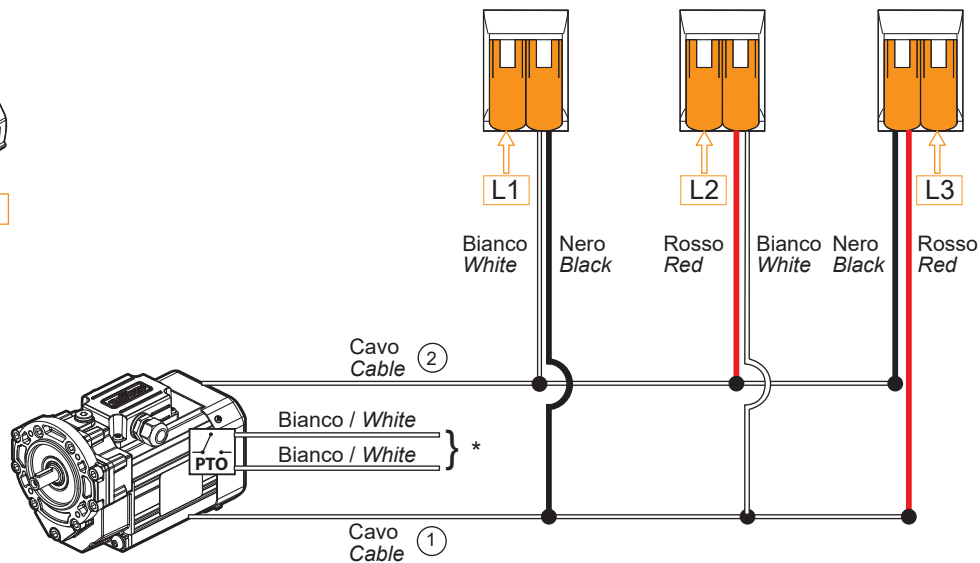 L1
L2
L3
Bianco
White
Nero
Black
Rosso
Red
Bianco
White
Nero
Black
Rosso
Red
Cavo
Cable
2
Bianco / White
Bianco / White
} *
PTO
Cavo
Cable
1